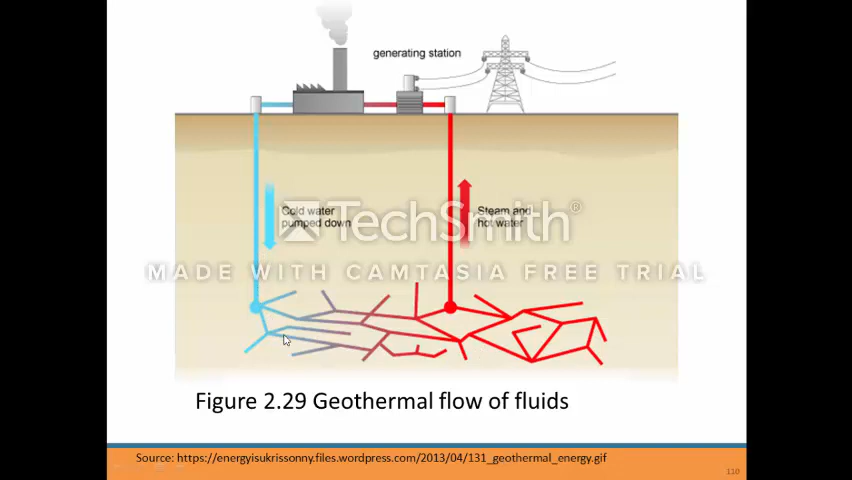 generating station
Cold water
pumped down
Steam and
hot water
TechSmith®
MADE WITH CAMTASIA FREE TRIAL
Figure 2.29 Geothermal flow of fluids
Source: https://energyisukrissonny.files.wordpress.com/2013/04/131_geothermal_energy.gif
110